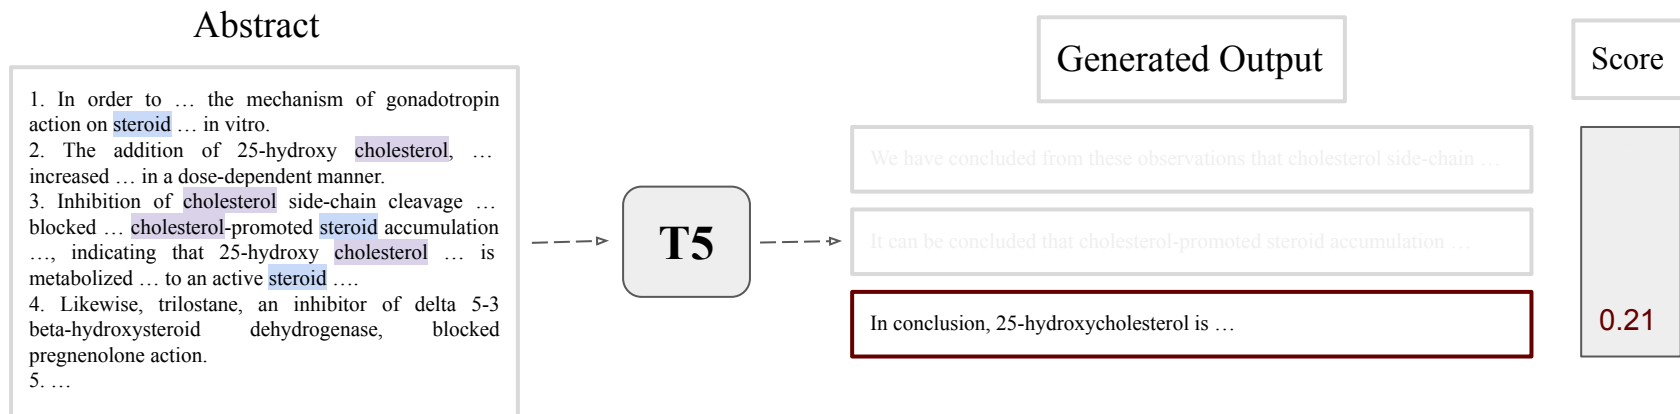 Abstract
1. In order to … the mechanism of gonadotropin
action on steroid … in vitro.
2. The addition of 25-hydroxy cholesterol, …
increased … in a dose-dependent manner.
3. Inhibition of cholesterol side-chain cleavage …
blocked … cholesterol-promoted steroid accumulation
…, indicating that 25-hydroxy cholesterol … is
metabolized … to an active steroid ….
4. Likewise, trilostane, an inhibitor of delta 5-3
beta-hydroxysteroid dehydrogenase, blocked
pregnenolone action.
5. …
T5
Generated Output
We have concluded from these observations that cholesterol side-chain …
It can be concluded that cholesterol-promoted steroid accumulation …
In conclusion, 25-hydroxycholesterol is …
Score
0.21